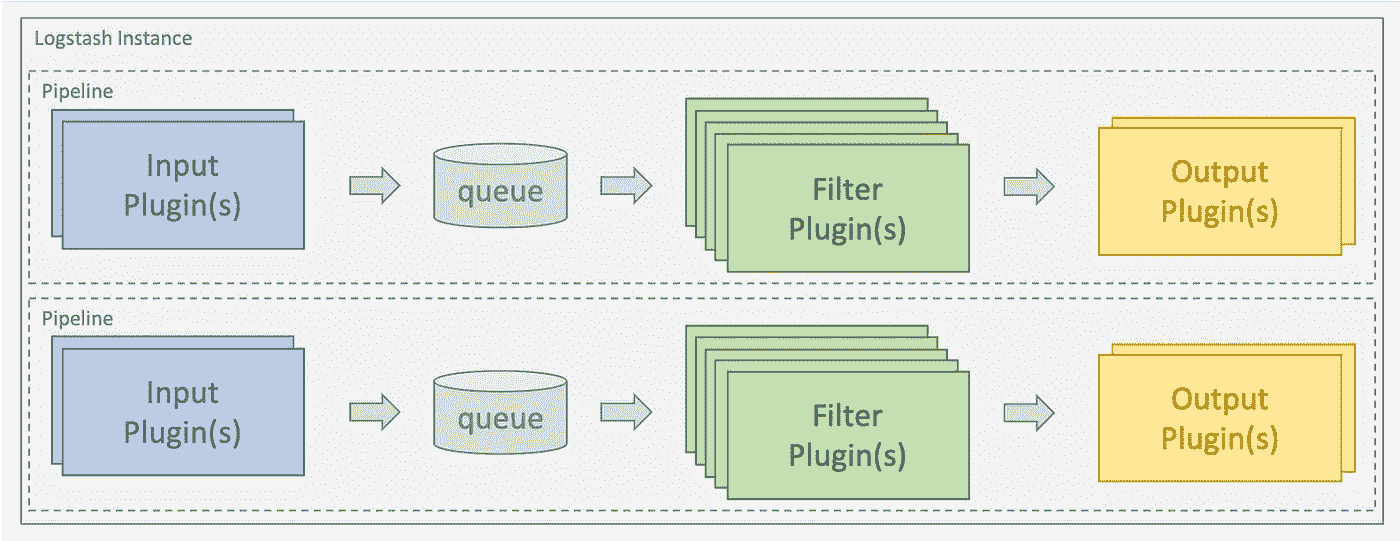 Logstash Instance
Pipeline
Input
Plugin(s)
queue
Filter
Plugin(s)
Output
Plugin(s)
Pipeline
Input
Plugin(s)
queue
Filter
Plugin(s)
Output
Plugin(s)